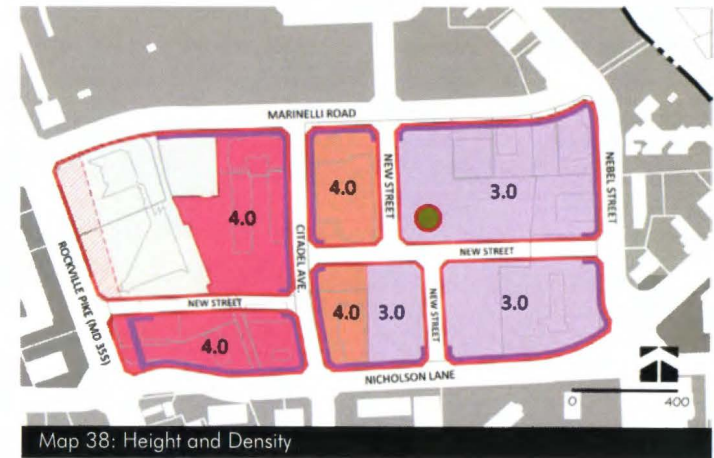 MARINELLI ROAD
4.0
4.0
NEW STREET
3.0
NEBEL STREET
ROCKVILLE PIKE (MD 355)
CITADEL AVE.
NEW STREET
NEW STREET
4.0
4.0
3.0
NEW STREET
3.0
NICHOLSON LANE
0 400
Map 38: Height and Density